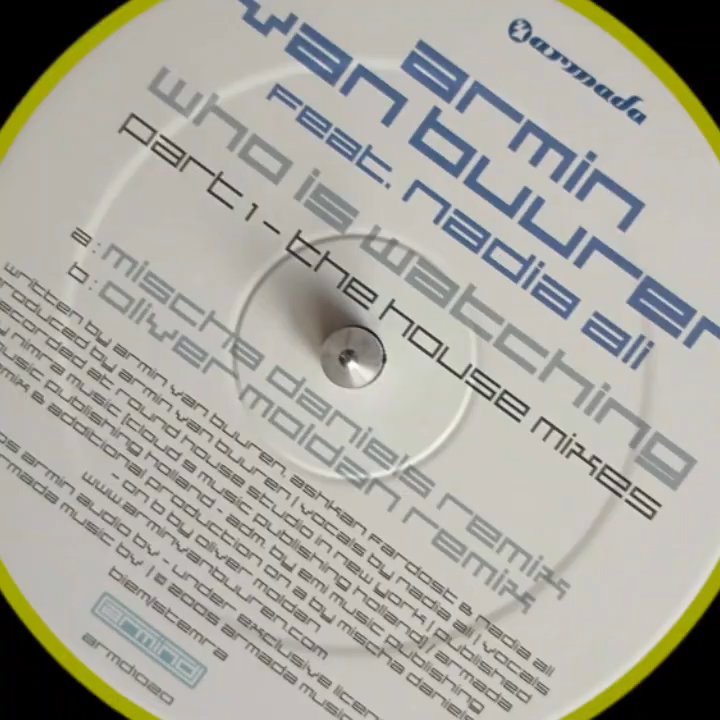 armada
armin
van buuren
feat. nadia ali
who is watching
part 1 - the house mixes
a: mischa daniels remix
b: oliver moldan remix
written by armin van buuren, ashkan fardost & nadia ali
produced by armin van buuren | vocals by nadia ali | vocals
recorded at round house studio in new york | published
by nimra music (cloud 9 music publishing holland) / armada
music publishing holland - adm. by emi music publishing
remix & additional production on a by mischa daniels
- on b by oliver moldan
www.arminvanbuuren.com
armin audio bv - under exclusive
armada music bv | © 2005 armada music
biem/stemra
armind
armd1020